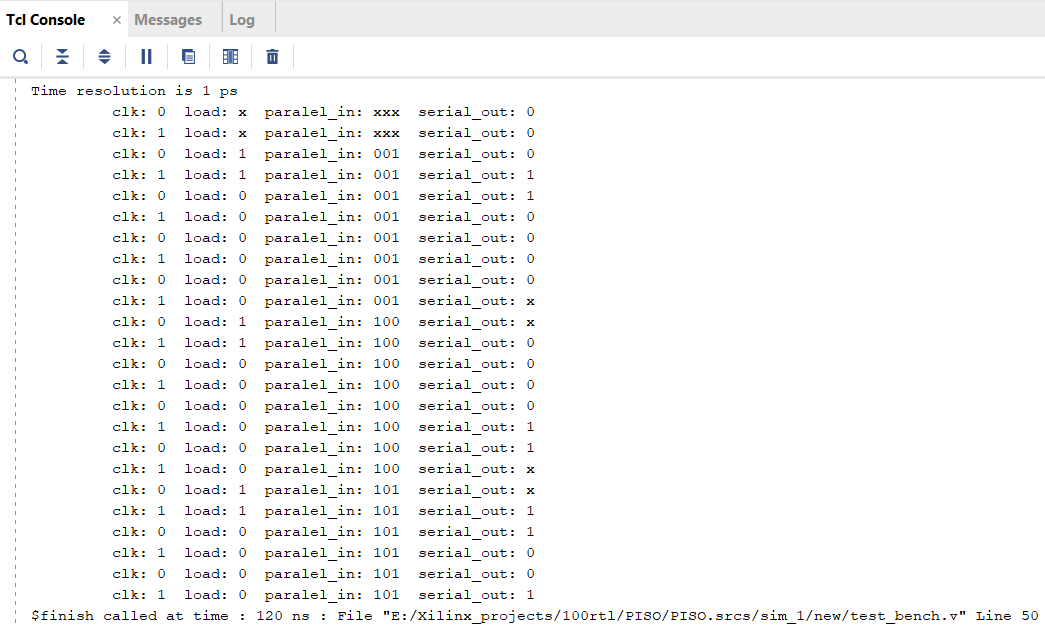 Tcl Console × Messages Log
Time resolution is 1 ps
clk: 0 load: x paralel_in: xxx serial_out: 0
clk: 1 load: x paralel_in: xxx serial_out: 0
clk: 0 load: 1 paralel_in: 001 serial_out: 0
clk: 1 load: 1 paralel_in: 001 serial_out: 1
clk: 0 load: 0 paralel_in: 001 serial_out: 1
clk: 1 load: 0 paralel_in: 001 serial_out: 0
clk: 0 load: 0 paralel_in: 001 serial_out: 0
clk: 1 load: 0 paralel_in: 001 serial_out: 0
clk: 0 load: 0 paralel_in: 001 serial_out: 0
clk: 1 load: 0 paralel_in: 001 serial_out: x
clk: 0 load: 1 paralel_in: 100 serial_out: x
clk: 1 load: 1 paralel_in: 100 serial_out: 0
clk: 0 load: 0 paralel_in: 100 serial_out: 0
clk: 1 load: 0 paralel_in: 100 serial_out: 0
clk: 0 load: 0 paralel_in: 100 serial_out: 0
clk: 1 load: 0 paralel_in: 100 serial_out: 1
clk: 0 load: 0 paralel_in: 100 serial_out: 1
clk: 1 load: 0 paralel_in: 100 serial_out: x
clk: 0 load: 1 paralel_in: 101 serial_out: x
clk: 1 load: 1 paralel_in: 101 serial_out: 1
clk: 0 load: 0 paralel_in: 101 serial_out: 1
clk: 1 load: 0 paralel_in: 101 serial_out: 0
clk: 0 load: 0 paralel_in: 101 serial_out: 0
clk: 1 load: 0 paralel_in: 101 serial_out: 1
$finish called at time : 120 ns : File "E:/Xilinx_projects/100rtl/PISO/PISO.srcs/sim_1/new/test_bench.v" Line 50